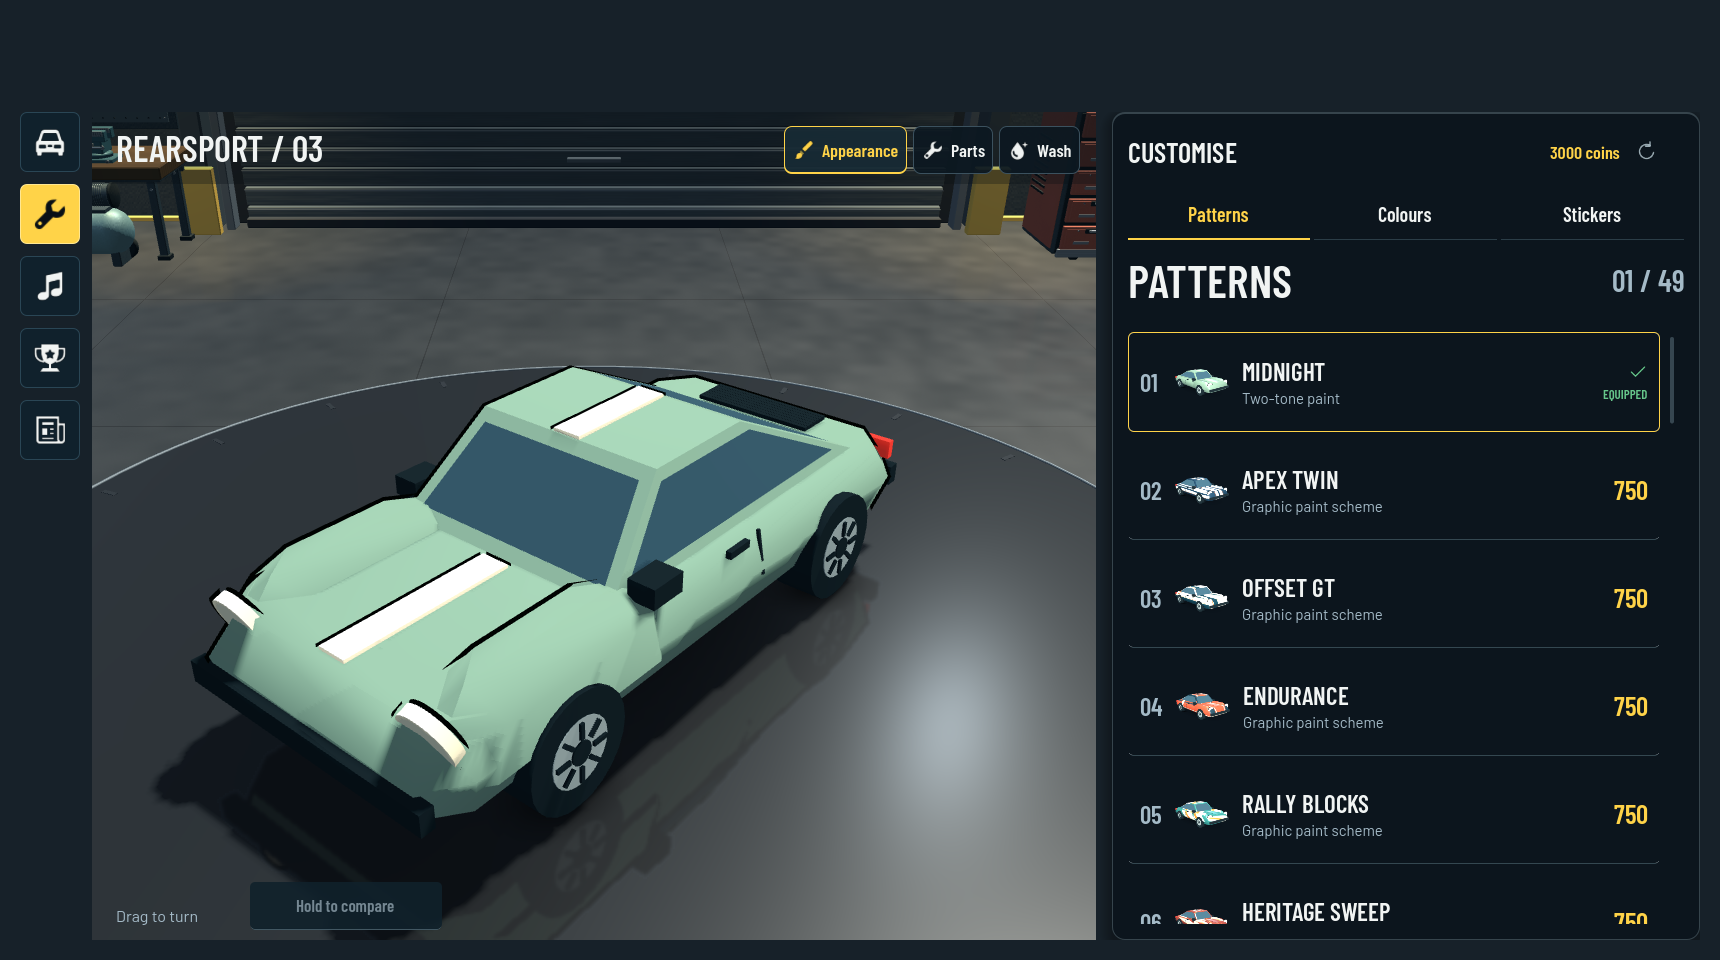 REARSPORT / 03
Appearance
Parts
Wash
Drag to turn
Hold to compare
CUSTOMISE
3000 coins
Patterns
Colours
Stickers
PATTERNS
01 / 49
01
MIDNIGHT
Two-tone paint
EQUIPPED
02
APEX TWIN
Graphic paint scheme
750
03
OFFSET GT
Graphic paint scheme
750
04
ENDURANCE
Graphic paint scheme
750
05
RALLY BLOCKS
Graphic paint scheme
750
06
HERITAGE SWEEP
750